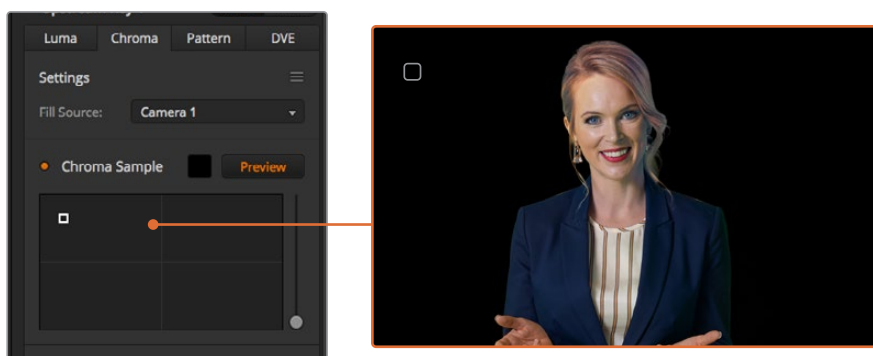 Luma Chroma Pattern DVE
Settings
Fill Source: Camera 1
Chroma Sample Preview